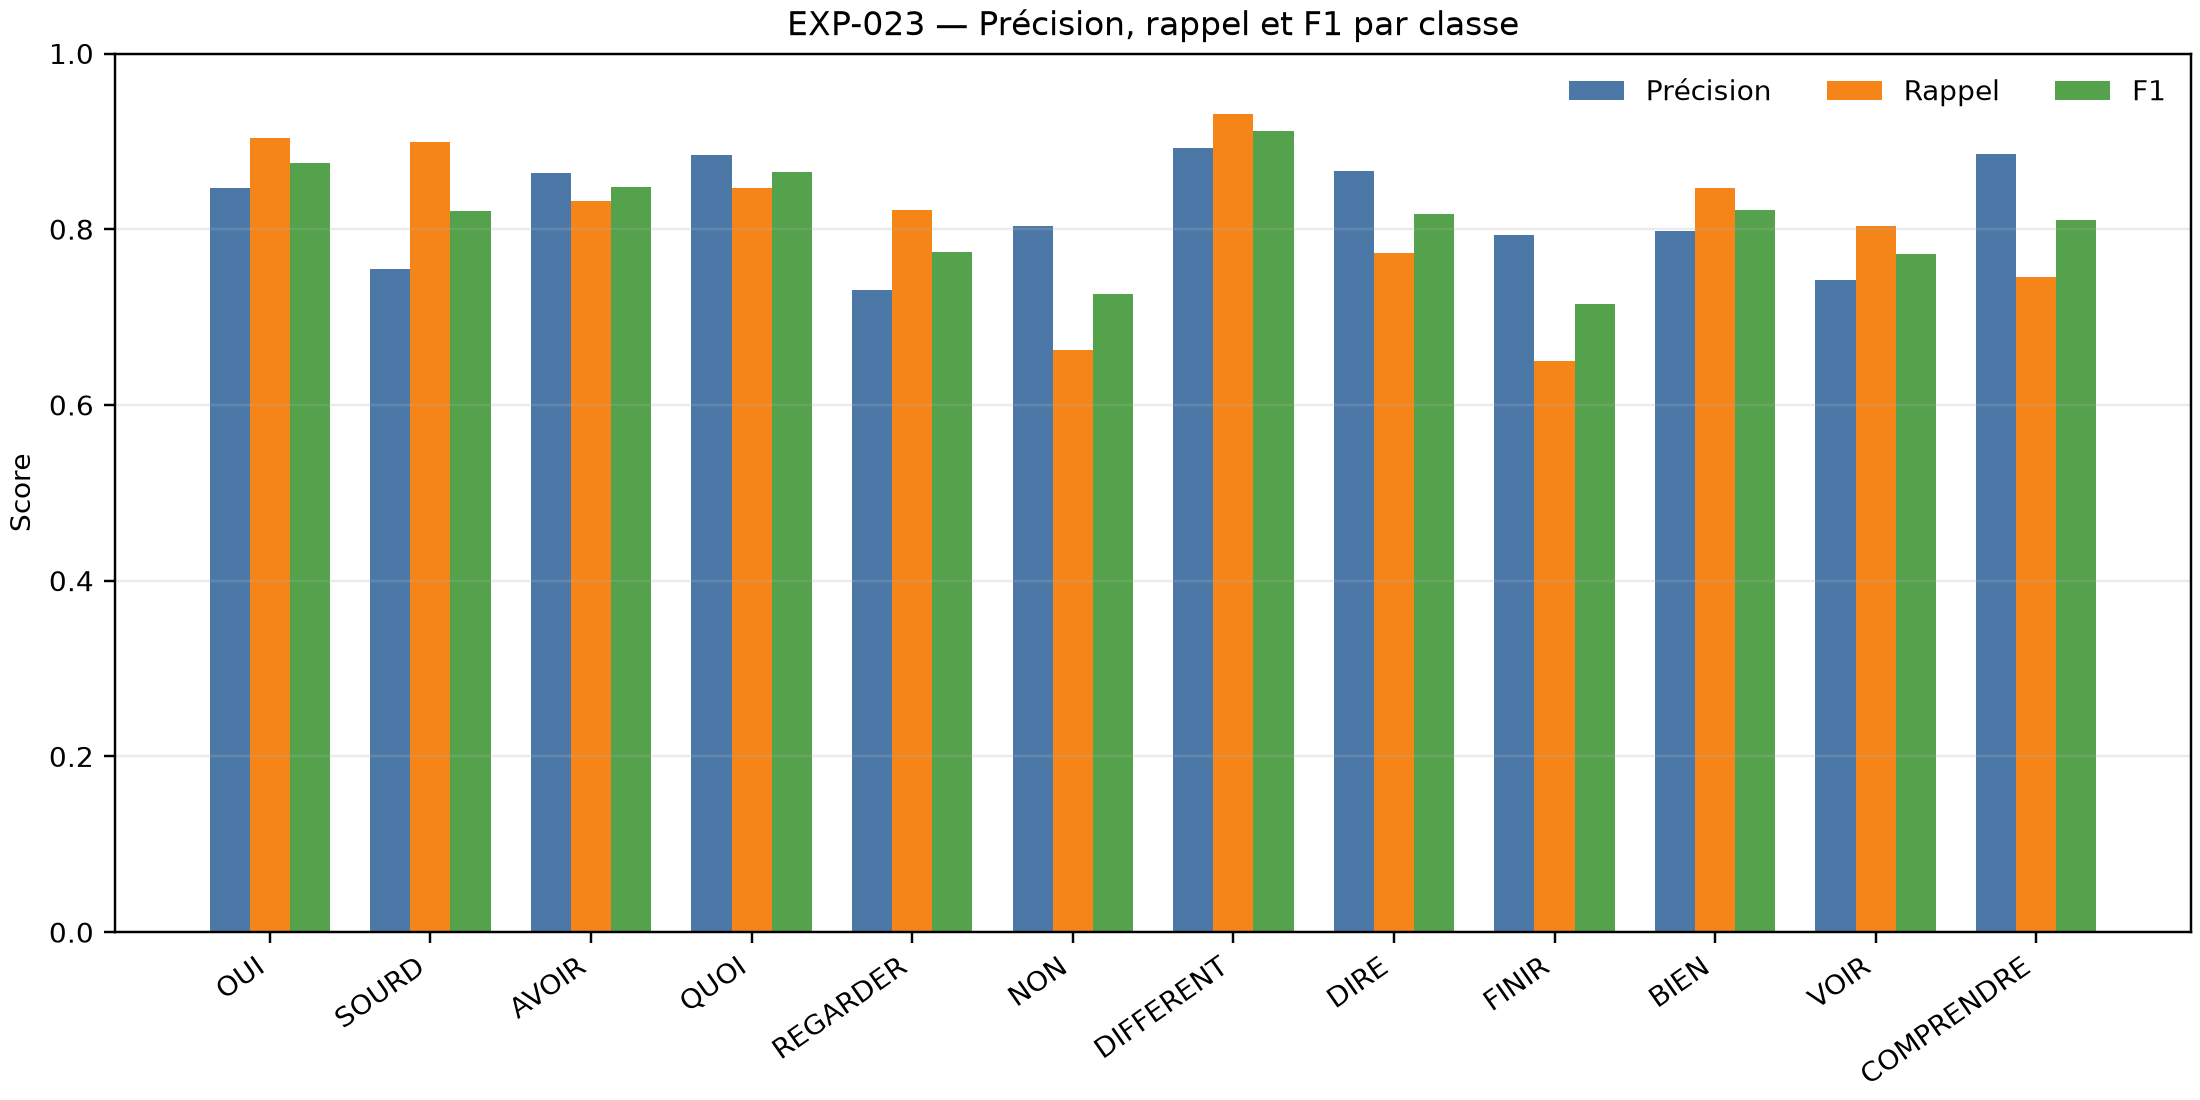 EXP-023 — Précision, rappel et F1 par classe
Précision
Rappel
F1
Score
1.0
0.8
0.6
0.4
0.2
0.0
OUI
SOURD
AVOIR
QUOI
REGARDER
NON
DIFFERENT
DIRE
FINIR
BIEN
VOIR
COMPRENDRE